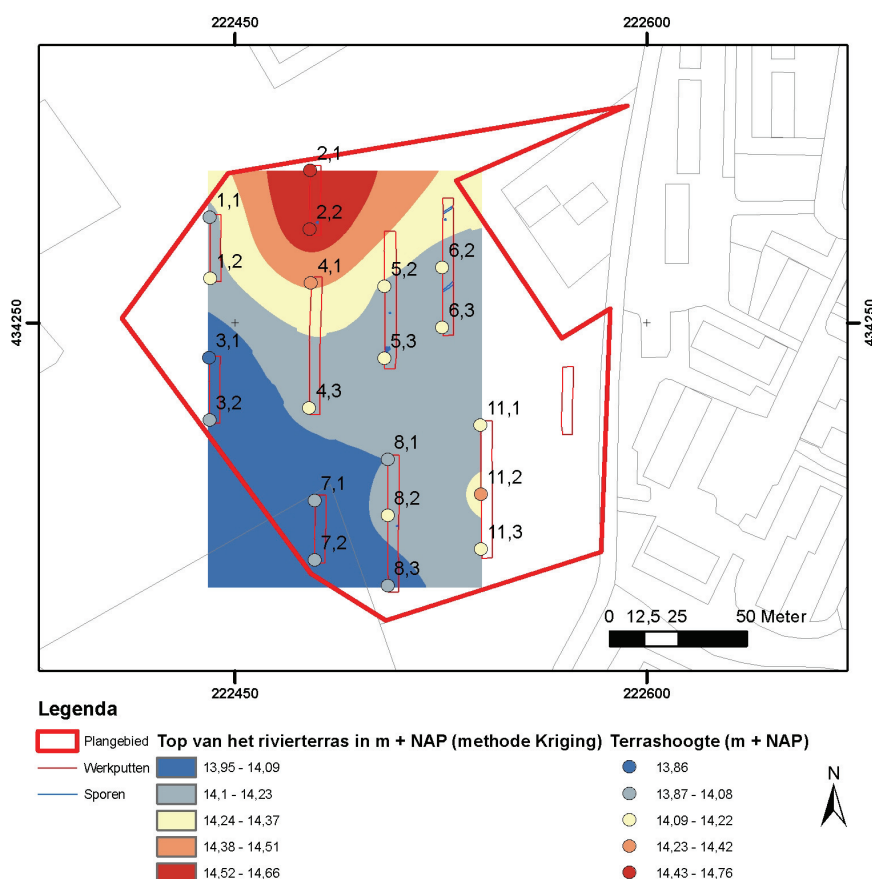 222450 222600
2,1
1,1
2,2
6,2
4,1 5,2
1,2
434250 434250
6,3
3,1 5,3
4,3
3,2 11,1
8,1
7,1 11,2
8,2
7,2 11,3
8,3
0 12,5 25 50 Meter
222450 222600
Legenda
Plangebied Top van het rivierterras in m + NAP (methode Kriging) Terrashoogte (m + NAP)
Werkputten 13,95 - 14,09 13,86
Sporen 14,1 - 14,23 13,87 - 14,08
14,24 - 14,37 14,09 - 14,22
14,38 - 14,51 14,23 - 14,42
14,52 - 14,66 14,43 - 14,76
N